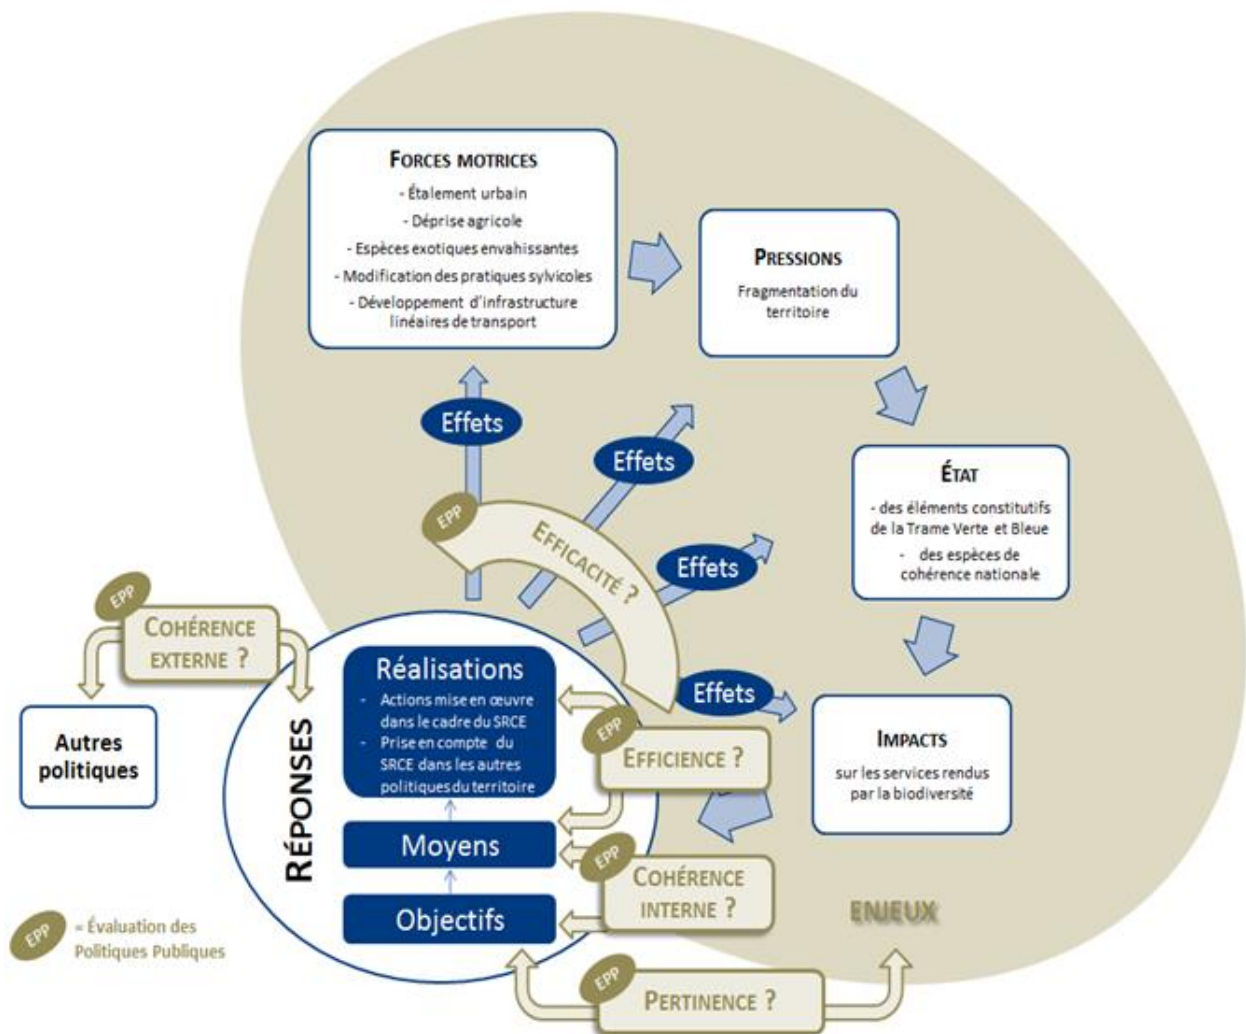 FORCES MOTRICES
- Étalement urbain
- Déprise agricole
- Espèces exotiques envahissantes
- Modification des pratiques sylvicoles
- Développement d'infrastructure
linéaires de transport
PRESSIONS
Fragmentation du
territoire
Effets
Effets
ÉTAT
- des éléments constitutifs
de la Trame Verte et Bleue
- des espèces de
cohérence nationale
EPP
EFFICACITÉ ?
Effets
EPP
COHÉRENCE
EXTERNE ?
Autres
politiques
RÉPONSES
Réalisations
- Actions mise en œuvre
dans le cadre du SRCE
- Prise en compte du
SRCE dans les autres
politiques du territoire
Effets
EPP
EFFICIENCE ?
IMPACTS
sur les services rendus
par la biodiversité
Moyens
EPP
COHÉRENCE
INTERNE ?
Objectifs
ENJEUX
EPP
= Évaluation des
Politiques Publiques
EPP
PERTINENCE ?